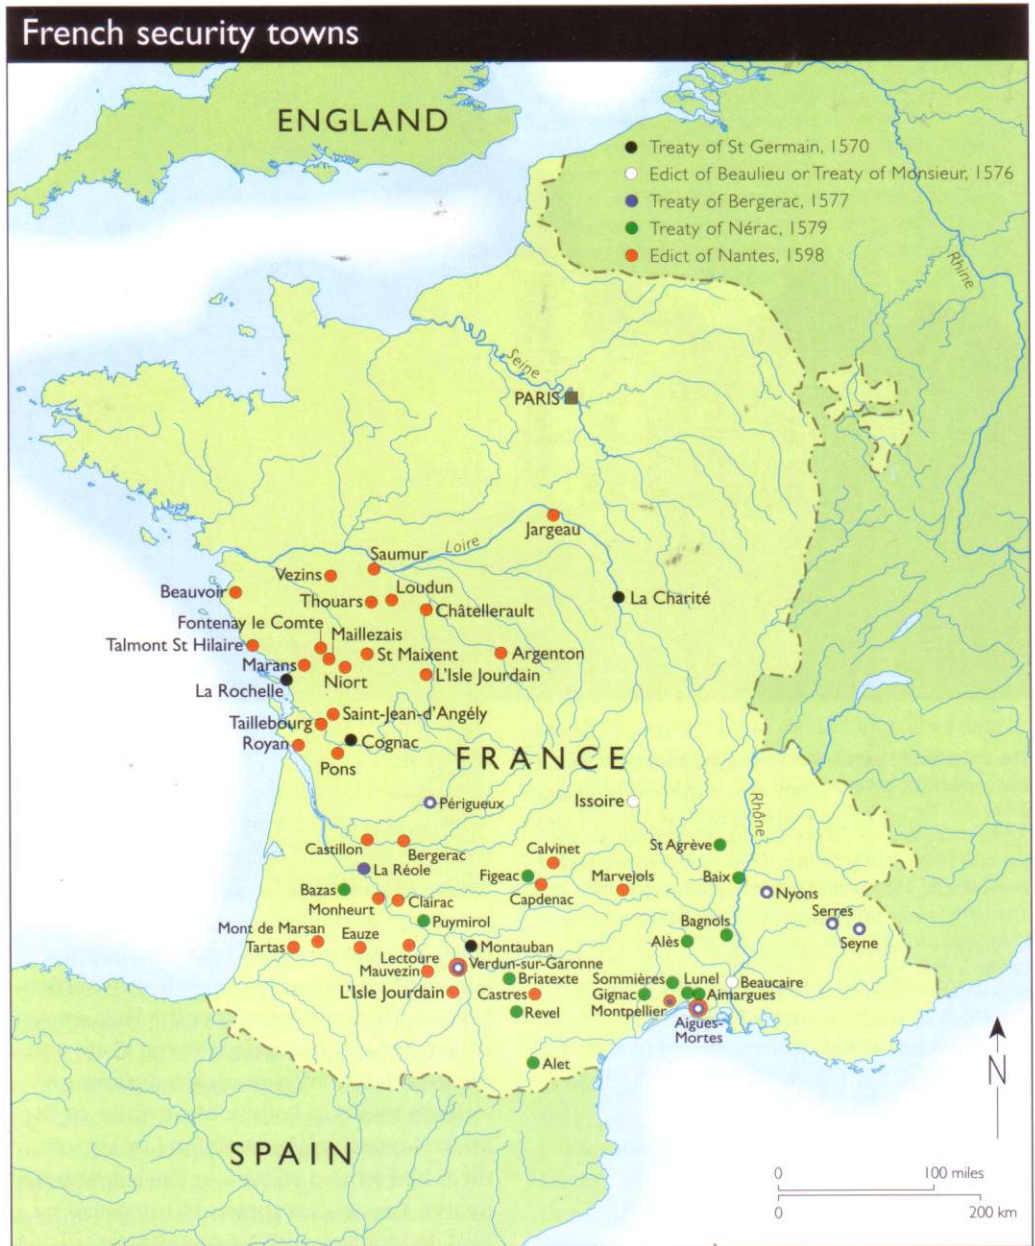 French security towns
ENGLAND
Treaty of St Germain, 1570
Edict of Beaulieu or Treaty of Monsieur, 1576
Treaty of Bergerac, 1577
Treaty of Nérac, 1579
Edict of Nantes, 1598
Rhine
Seine
PARIS
Jargeau
Loire
Saumur
Vezins
Beauvoir
Loudun
Thouars
La Charité
Châtellerault
Fontenay le Comte
Maillezais
Talmont St Hilaire
St Maixent
Argenton
Marans
L'Isle Jourdain
Niort
La Rochelle
Saint-Jean-d'Angély
Taillebourg
Royan
Cognac
Pons
FRANCE
Périgueux
Issoire
Rhône
Castillon
Bergerac
St Agrève
Calvinet
La Réole
Figeac
Marvejols
Baix
Bazas
Capdenac
Nyons
Monheurt
Clairac
Puymirol
Bagnols
Serres
Mont de Marsan
Eauze
Seyne
Tartas
Alès
Montauban
Lectoure
Verdun-sur-Garonne
Mauvezin
Briatexte
Sommières
Lunel
Beaucaire
L'Isle Jourdain
Castres
Gignac
Aimargues
Revel
Montpellier
Aigues-
Mortes
Alet
N
SPAIN
0 100 miles
0 200 km